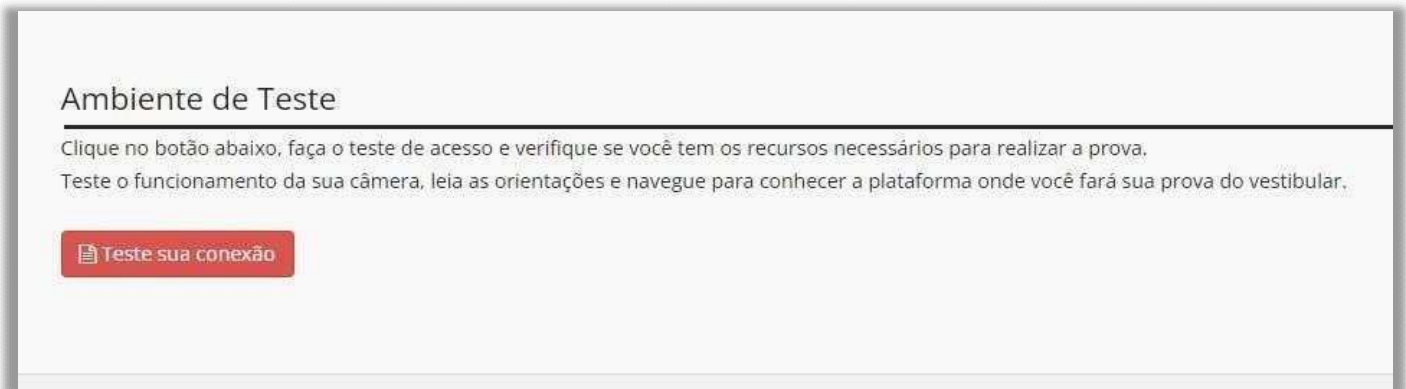 Ambiente de Teste
Clique no botão abaixo, faça o teste de acesso e verifique se você tem os recursos necessários para realizar a prova.
Teste o funcionamento da sua câmera, leia as orientações e navegue para conhecer a plataforma onde você fará sua prova do vestibular.
Teste sua conexão